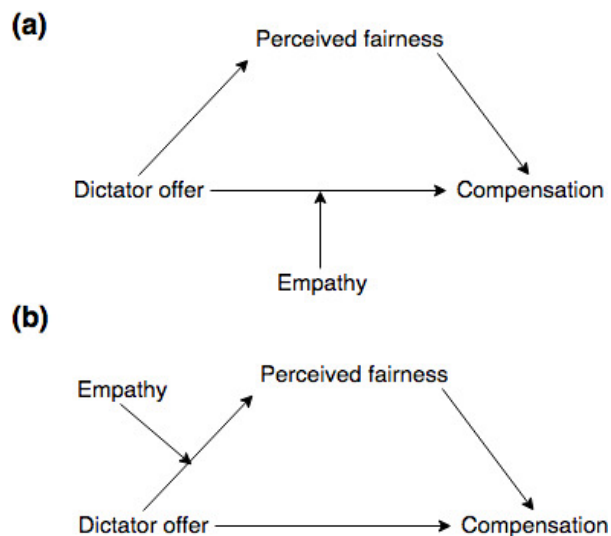 (a)
Perceived fairness
Dictator offer
Compensation
Empathy
(b)
Perceived fairness
Empathy
Dictator offer
Compensation